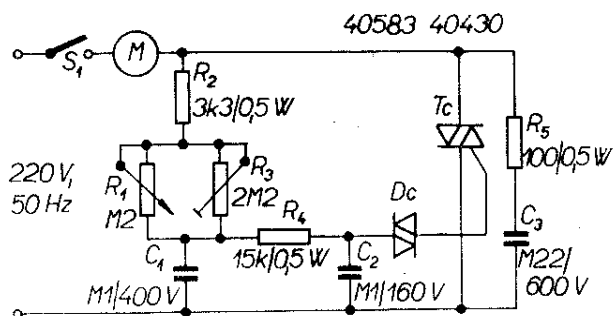 40583 40430
S1
M
R2
3k3/0,5 W
Tc
R5
100/0,5 W
220 V,
50 Hz
R1
M2
R3
2M2
R4
15k/0,5 W
Dc
C1
M1/400 V
C2
M1/160 V
C3
M22/
600 V